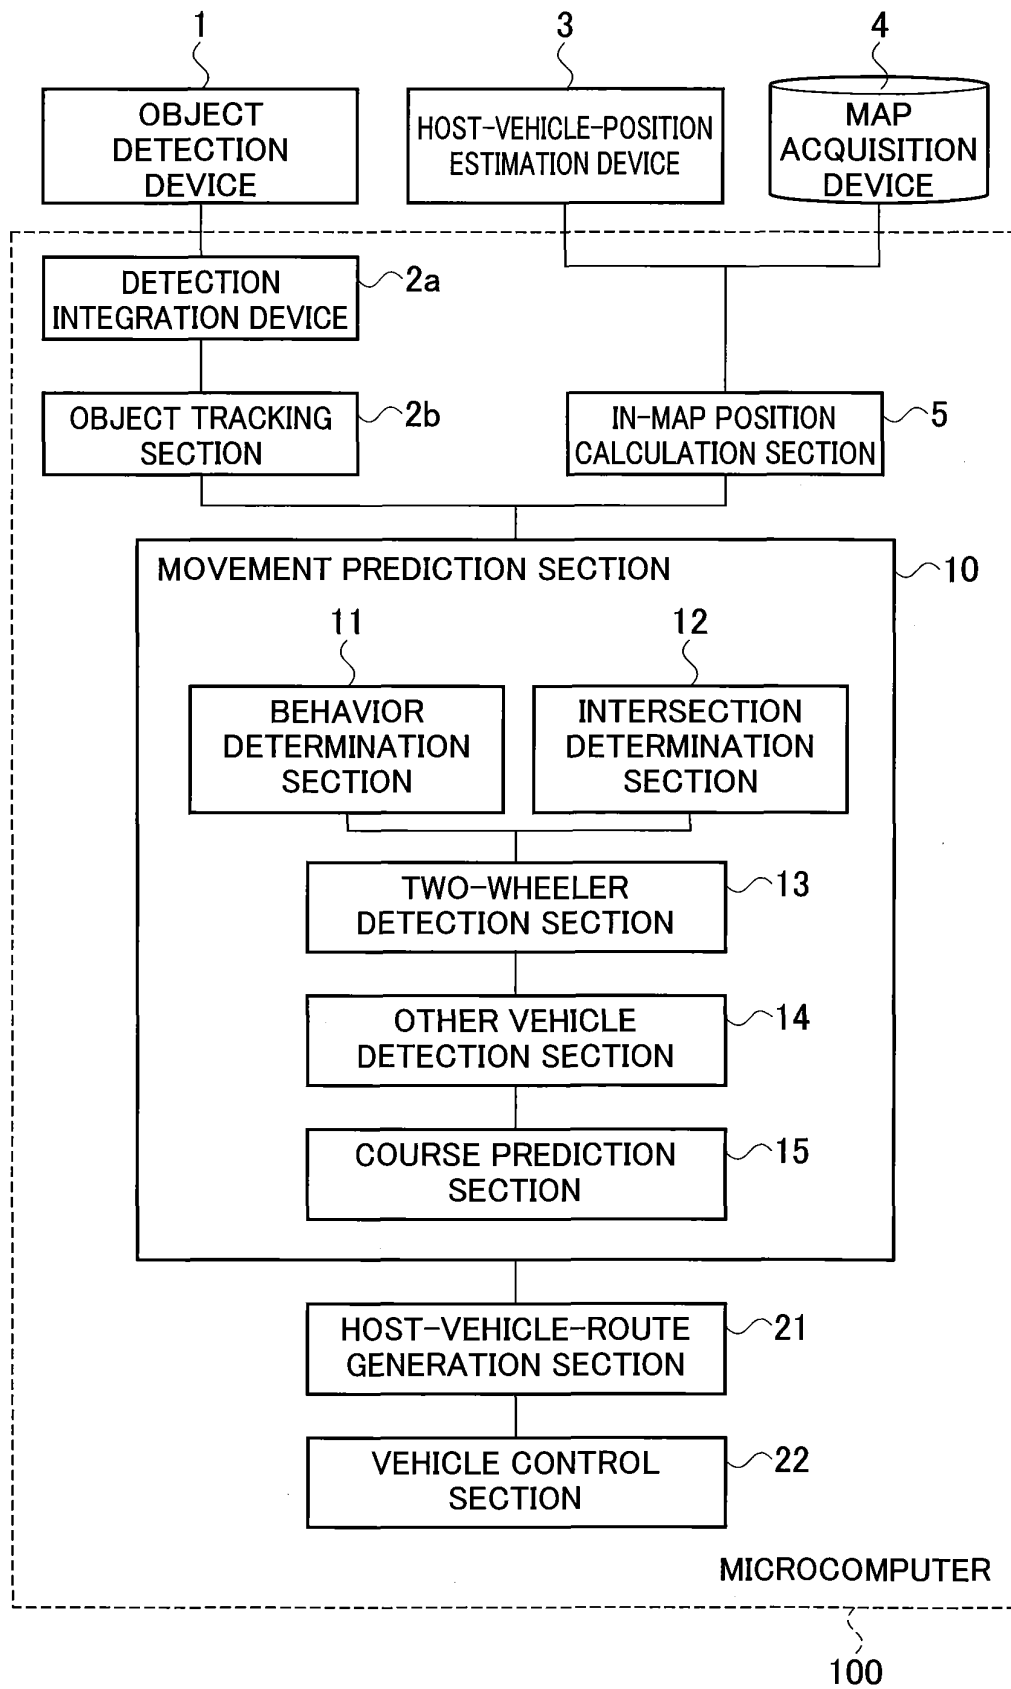 1
3
4
OBJECT
DETECTION
DEVICE
HOST-VEHICLE-POSITION
ESTIMATION DEVICE
MAP
ACQUISITION
DEVICE
DETECTION
INTEGRATION DEVICE
2a
OBJECT TRACKING
SECTION
2b
IN-MAP POSITION
CALCULATION SECTION
5
MOVEMENT PREDICTION SECTION
10
11
12
BEHAVIOR
DETERMINATION
SECTION
INTERSECTION
DETERMINATION
SECTION
TWO-WHEELER
DETECTION SECTION
13
OTHER VEHICLE
DETECTION SECTION
14
COURSE PREDICTION
SECTION
15
HOST-VEHICLE-ROUTE
GENERATION SECTION
21
VEHICLE CONTROL
SECTION
22
MICROCOMPUTER
100